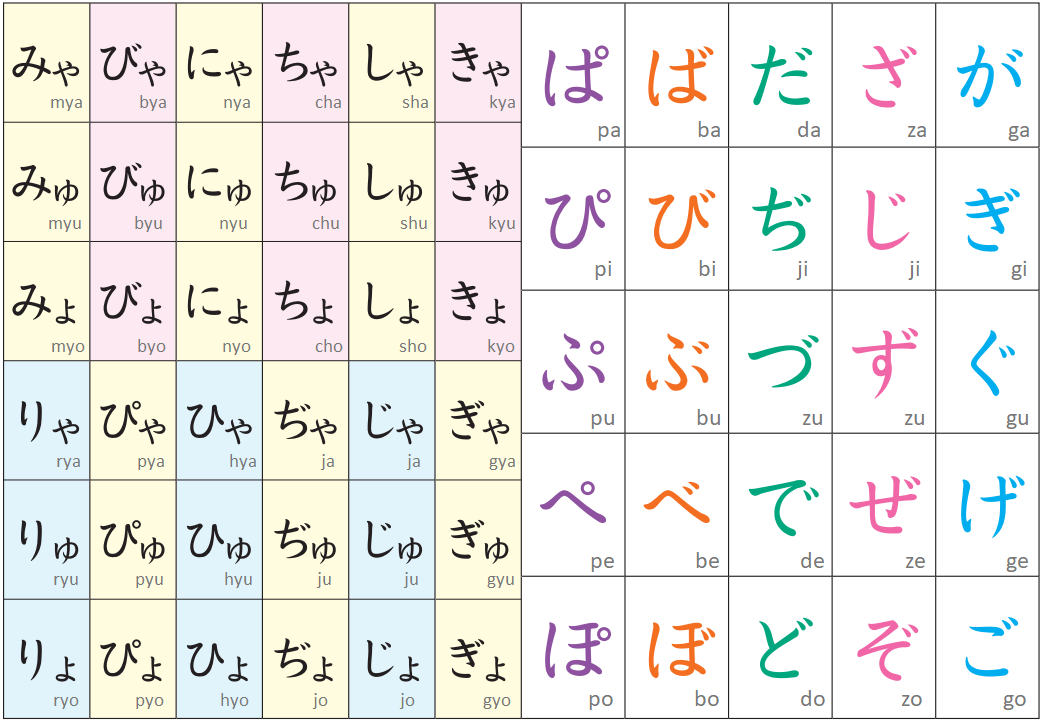 みゃ びゃ にゃ ちゃ しゃ きゃ
mya bya nya cha sha kya
みゅ びゅ にゅ ちゅ しゅ きゅ
myu byu nyu chu shu kyu
みょ びょ にょ ちょ しょ きょ
myo byo nyo cho sho kyo
りゃ ぴゃ ひゃ ぢゃ じゃ ぎゃ
rya pya hya ja ja gya
りゅ ぴゅ ひゅ ぢゅ じゅ ぎゅ
ryu pyu hyu ju ju gyu
りょ ぴょ ひょ ぢょ じょ ぎょ
ryo pyo hyo jo jo gyo
ぱ ば だ ざ が
pa ba da za ga
ぴ び ぢ じ ぎ
pi bi ji ji gi
ぷ ぶ づ ず ぐ
pu bu zu zu gu
ぺ べ で ぜ げ
pe be de ze ge
ぽ ぼ ど ぞ ご
po bo do zo go